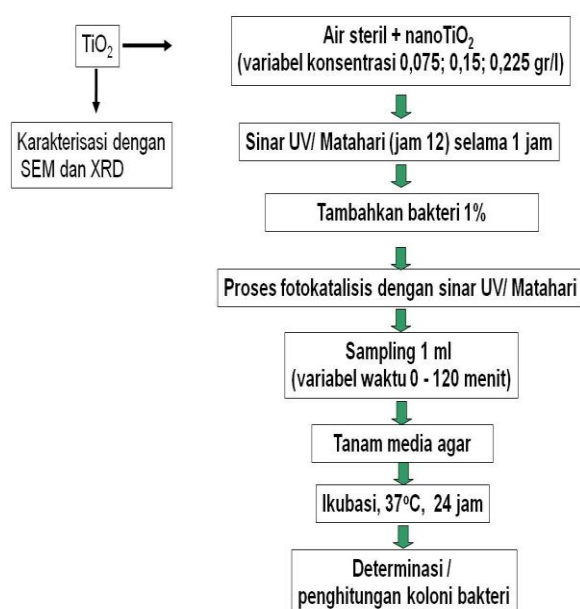 TiO₂
Air steril + nanoTiO₂
(variabel konsentrasi 0,075; 0,15; 0,225 gr/l)
Karakterisasi dengan
SEM dan XRD
Sinar UV/ Matahari (jam 12) selama 1 jam
Tambahkan bakteri 1%
Proses fotokatalisis dengan sinar UV/ Matahari
Sampling 1 ml
(variabel waktu 0 - 120 menit)
Tanam media agar
Ikubasi, 37ºC, 24 jam
Determinasi /
penghitungan koloni bakteri